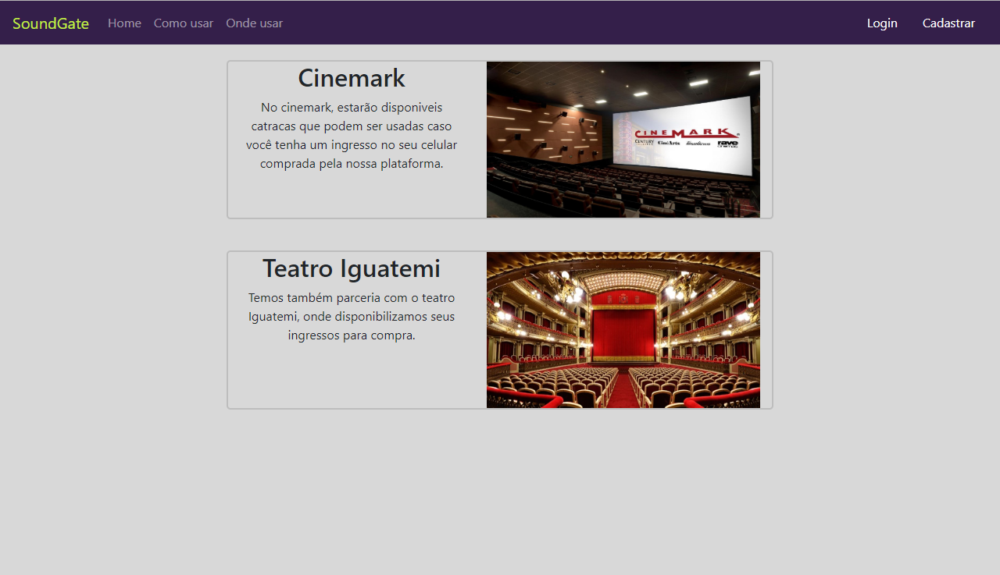 SoundGate Home Como usar Onde usar Login Cadastrar
Cinemark
No cinemark, estarão disponiveis
catracas que podem ser usadas caso
você tenha um ingresso no seu celular
comprada pela nossa plataforma.
CINEMARK
CENTURY CinéArts rave
Teatro Iguatemi
Temos também parceria com o teatro
Iguatemi, onde disponibilizamos seus
ingressos para compra.